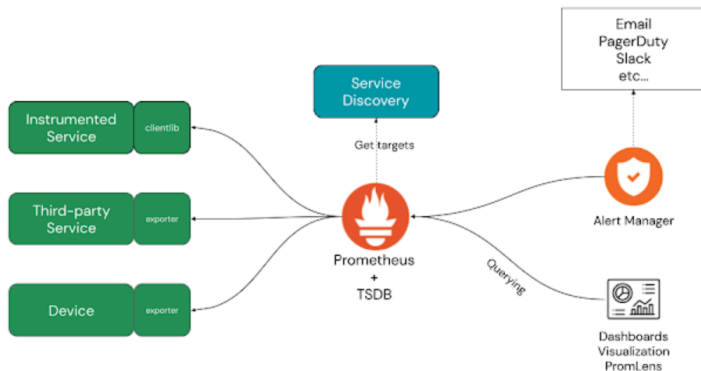 Email
PagerDuty
Slack
etc...
Service
Discovery
Instrumented
Service
clientlib
Get targets
Third-party
Service
exporter
Alert Manager
Prometheus
+
TSDB
Querying
Device
exporter
Dashboards
Visualization
PromLens